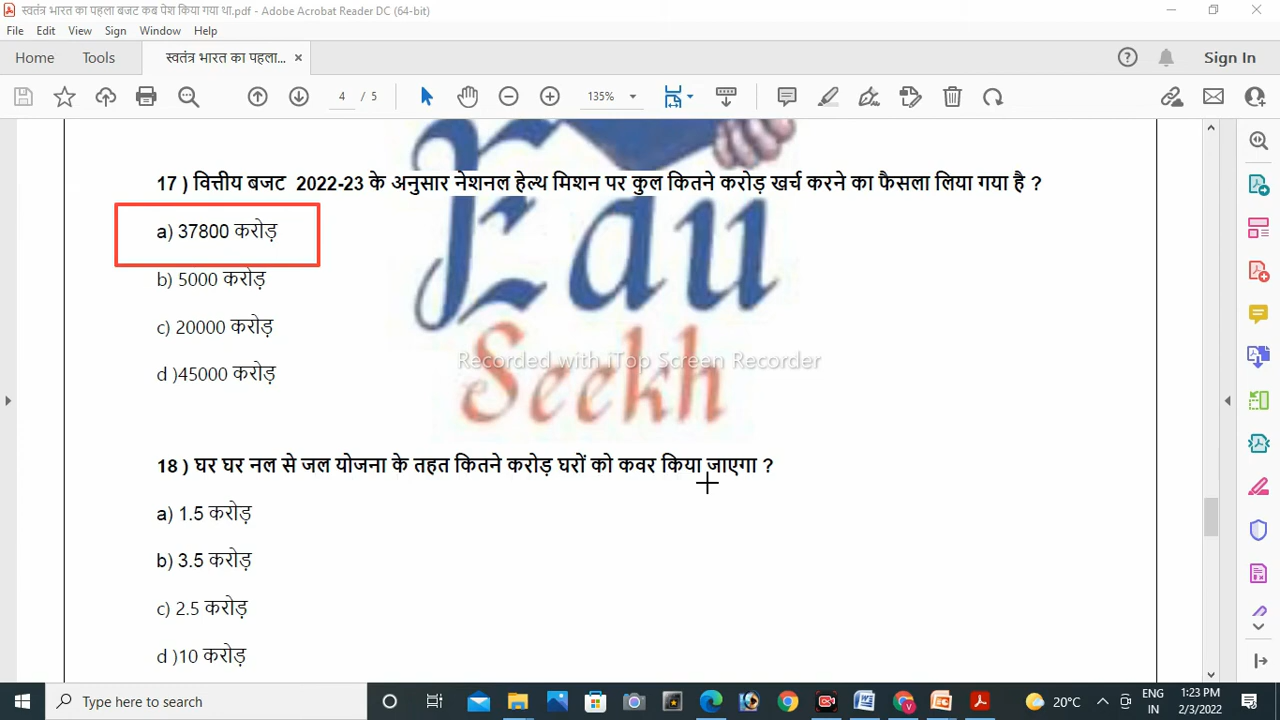 स्वतंत्र भारत का पहला बजट कब पेश किया गया था.pdf - Adobe Acrobat Reader DC (64-bit)
File Edit View Sign Window Help
Home Tools स्वतंत्र भारत का पहला... × Sign In
4 / 5 135%
17 ) वित्तीय बजट 2022-23 के अनुसार नेशनल हेल्थ मिशन पर कुल कितने करोड़ खर्च करने का फैसला लिया गया है ?
a) 37800 करोड़
b) 5000 करोड़
c) 20000 करोड़
d )45000 करोड़
Eau
Seekh
Recorded with iTop Screen Recorder
18 ) घर घर नल से जल योजना के तहत कितने करोड़ घरों को कवर किया जाएगा ?
a) 1.5 करोड़
b) 3.5 करोड़
c) 2.5 करोड़
d )10 करोड़
Type here to search 20°C ENG 1:23 PM
IN 2/3/2022